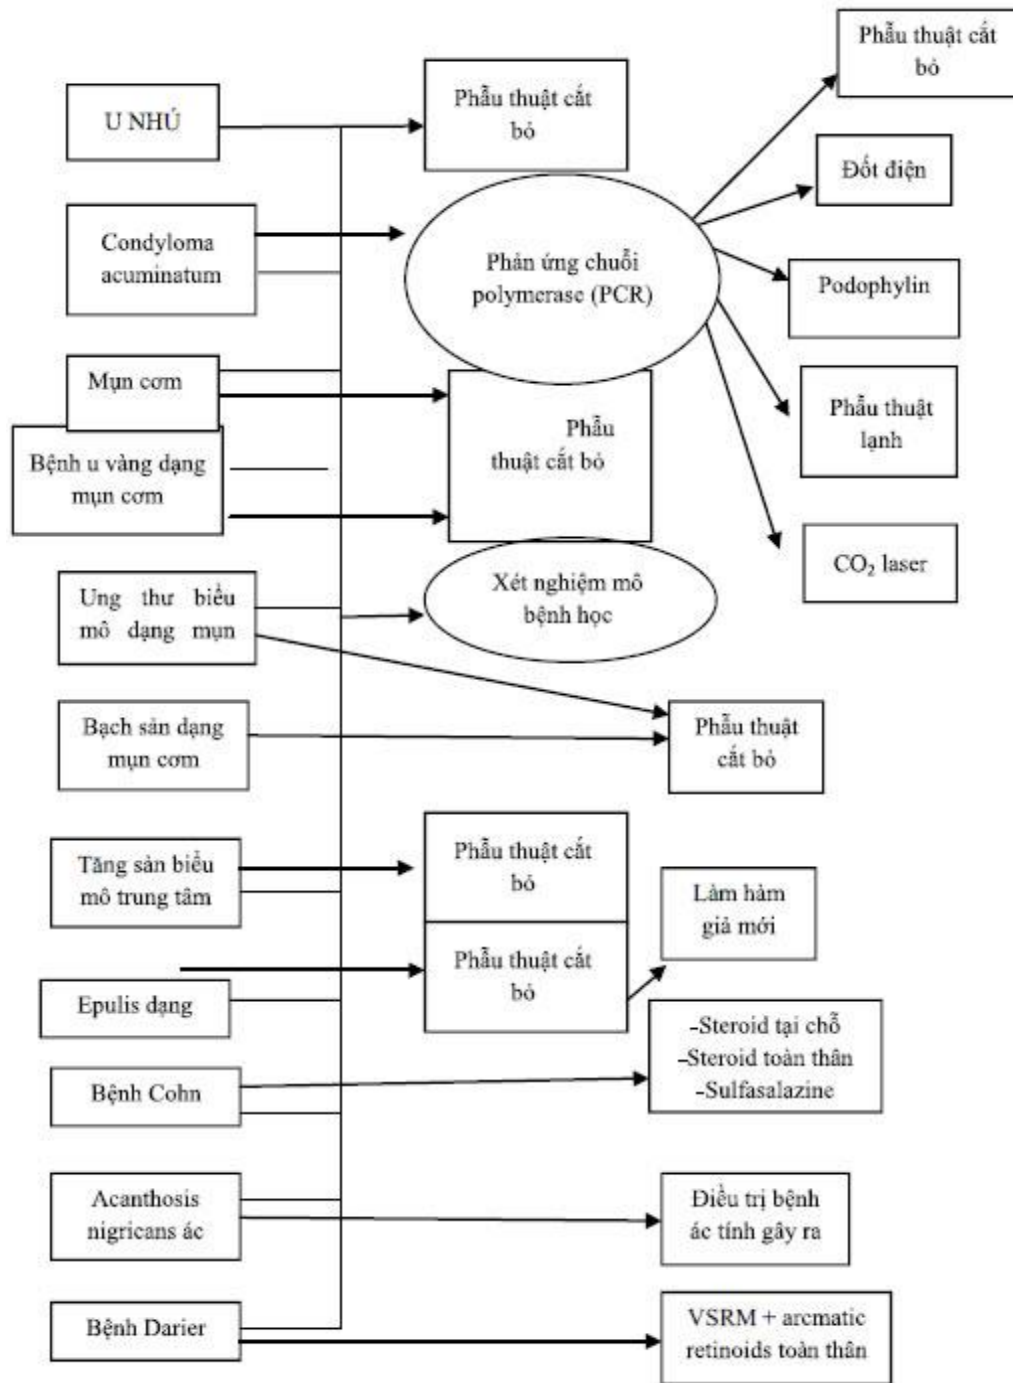 U NHÚ
Phẫu thuật cắt
bỏ
Phẫu thuật cắt
bỏ
Đốt điện
Condyloma
acuminatum
Phản ứng chuỗi
polymerase (PCR)
Podophylin
Mụn cơm
Phẫu
thuật cắt bỏ
Phẫu thuật
lạnh
Bệnh u vàng dạng
mụn cơm
CO₂ laser
Ung thư biểu
mô dạng mụn
Xét nghiệm mô
bệnh học
Bạch sản dạng
mụn cơm
Phẫu thuật
cắt bỏ
Tăng sản biểu
mô trung tâm
Phẫu thuật cắt
bỏ
Làm hàm
giả mới
Epulis dạng
Phẫu thuật cắt
bỏ
-Steroid tại chỗ
-Steroid toàn thân
-Sulfasalazine
Bệnh Cohn
Acanthosis
nigricans ác
Điều trị bệnh
ác tính gây ra
Bệnh Darier
VSRM + arcmatic
retinoids toàn thân